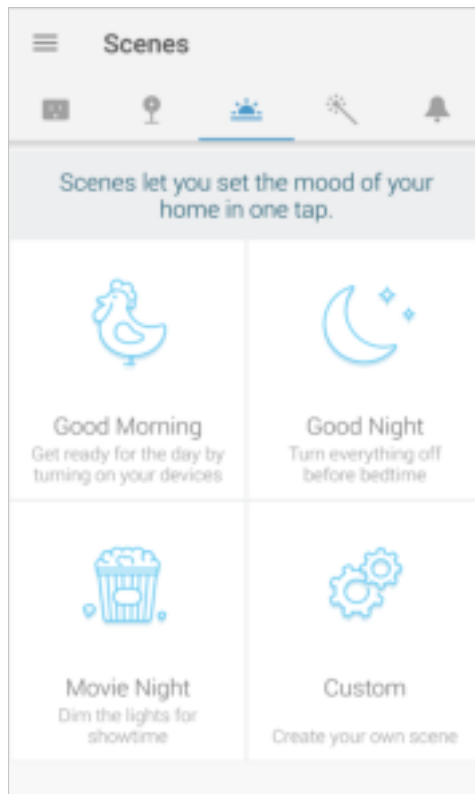 Scenes
Scenes let you set the mood of your
home in one tap.
Good Morning
Get ready for the day by
turning on your devices
Good Night
Turn everything off
before bedtime
Movie Night
Dim the lights for
showtime
Custom
Create your own scene